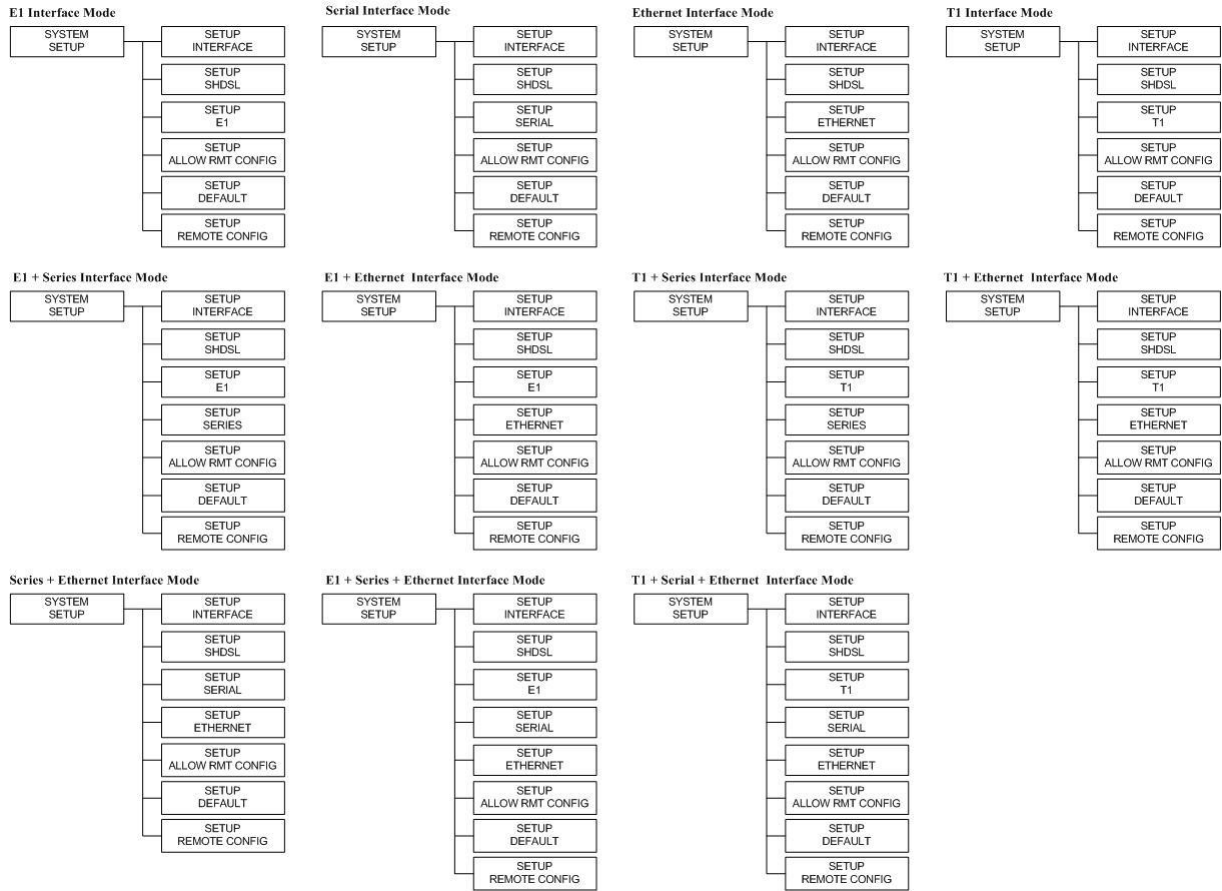 E1 Interface Mode
SYSTEM
SETUP
SETUP
INTERFACE
SETUP
SHDSL
SETUP
E1
SETUP
ALLOW RMT CONFIG
SETUP
DEFAULT
SETUP
REMOTE CONFIG
Serial Interface Mode
SYSTEM
SETUP
SETUP
INTERFACE
SETUP
SHDSL
SETUP
SERIAL
SETUP
ALLOW RMT CONFIG
SETUP
DEFAULT
SETUP
REMOTE CONFIG
Ethernet Interface Mode
SYSTEM
SETUP
SETUP
INTERFACE
SETUP
SHDSL
SETUP
ETHERNET
SETUP
ALLOW RMT CONFIG
SETUP
DEFAULT
SETUP
REMOTE CONFIG
T1 Interface Mode
SYSTEM
SETUP
SETUP
INTERFACE
SETUP
SHDSL
SETUP
T1
SETUP
ALLOW RMT CONFIG
SETUP
DEFAULT
SETUP
REMOTE CONFIG
E1 + Series Interface Mode
SYSTEM
SETUP
SETUP
INTERFACE
SETUP
SHDSL
SETUP
E1
SETUP
SERIES
SETUP
ALLOW RMT CONFIG
SETUP
DEFAULT
SETUP
REMOTE CONFIG
E1 + Ethernet Interface Mode
SYSTEM
SETUP
SETUP
INTERFACE
SETUP
SHDSL
SETUP
E1
SETUP
ETHERNET
SETUP
ALLOW RMT CONFIG
SETUP
DEFAULT
SETUP
REMOTE CONFIG
T1 + Series Interface Mode
SYSTEM
SETUP
SETUP
INTERFACE
SETUP
SHDSL
SETUP
T1
SETUP
SERIES
SETUP
ALLOW RMT CONFIG
SETUP
DEFAULT
SETUP
REMOTE CONFIG
T1 + Ethernet Interface Mode
SYSTEM
SETUP
SETUP
INTERFACE
SETUP
SHDSL
SETUP
T1
SETUP
ETHERNET
SETUP
ALLOW RMT CONFIG
SETUP
DEFAULT
SETUP
REMOTE CONFIG
Series + Ethernet Interface Mode
SYSTEM
SETUP
SETUP
INTERFACE
SETUP
SHDSL
SETUP
SERIAL
SETUP
ETHERNET
SETUP
ALLOW RMT CONFIG
SETUP
DEFAULT
SETUP
REMOTE CONFIG
E1 + Series + Ethernet Interface Mode
SYSTEM
SETUP
SETUP
INTERFACE
SETUP
SHDSL
SETUP
E1
SETUP
SERIAL
SETUP
ETHERNET
SETUP
ALLOW RMT CONFIG
SETUP
DEFAULT
SETUP
REMOTE CONFIG
T1 + Serial + Ethernet Interface Mode
SYSTEM
SETUP
SETUP
INTERFACE
SETUP
SHDSL
SETUP
T1
SETUP
SERIAL
SETUP
ETHERNET
SETUP
ALLOW RMT CONFIG
SETUP
DEFAULT
SETUP
REMOTE CONFIG